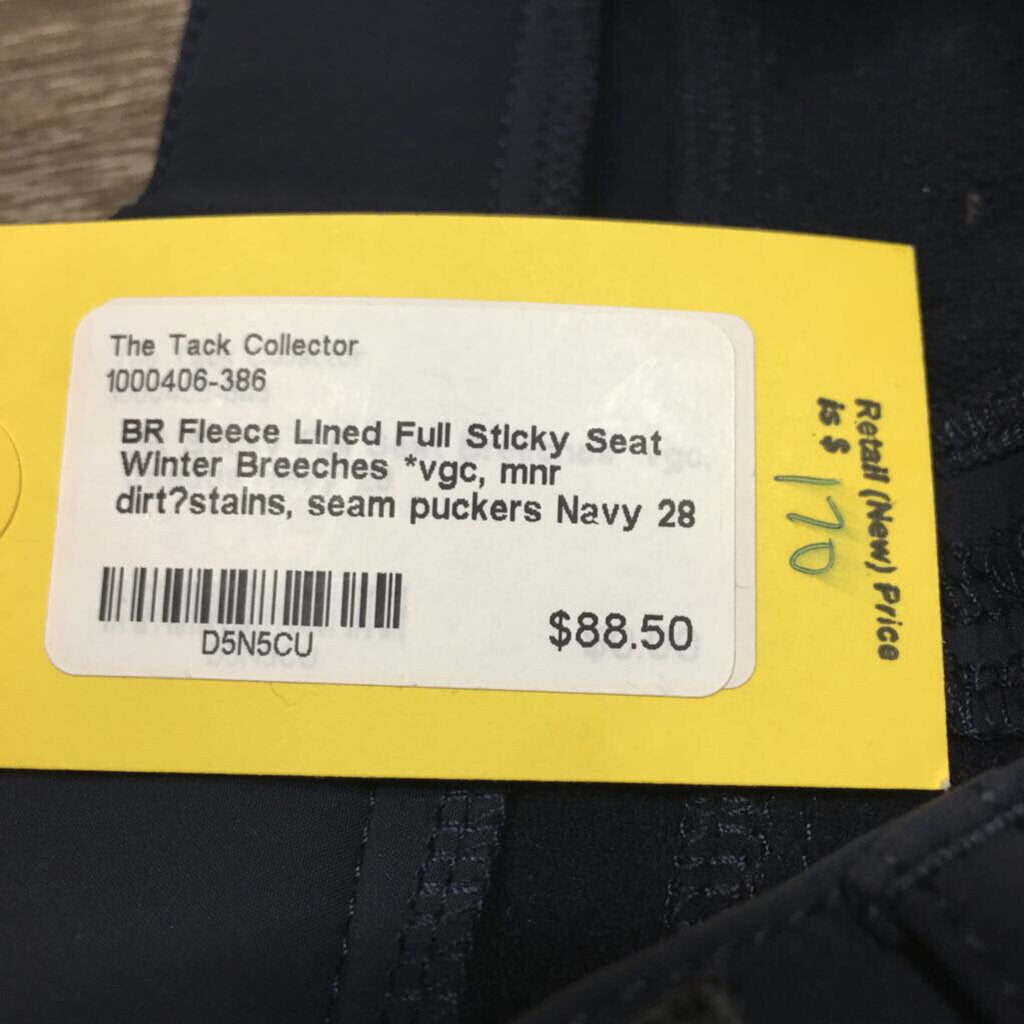 The Tack Collector
1000406-386
BR Fleece Lined Full Sticky Seat
Winter Breeches *vgc, mnr
dirt?stains, seam puckers Navy 28
D5N5CU
$88.50
Retail (New) Price
is $ 170